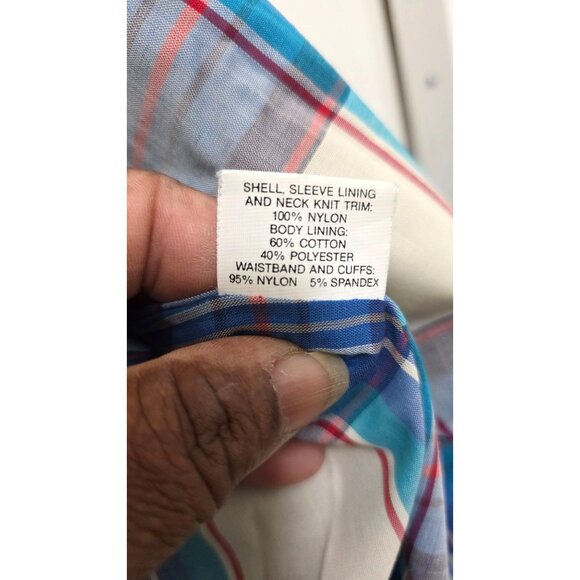 SHELL, SLEEVE LINING
AND NECK KNIT TRIM:
100% NYLON
BODY LINING:
60% COTTON
40% POLYESTER
WAISTBAND AND CUFFS:
95% NYLON 5% SPANDEX